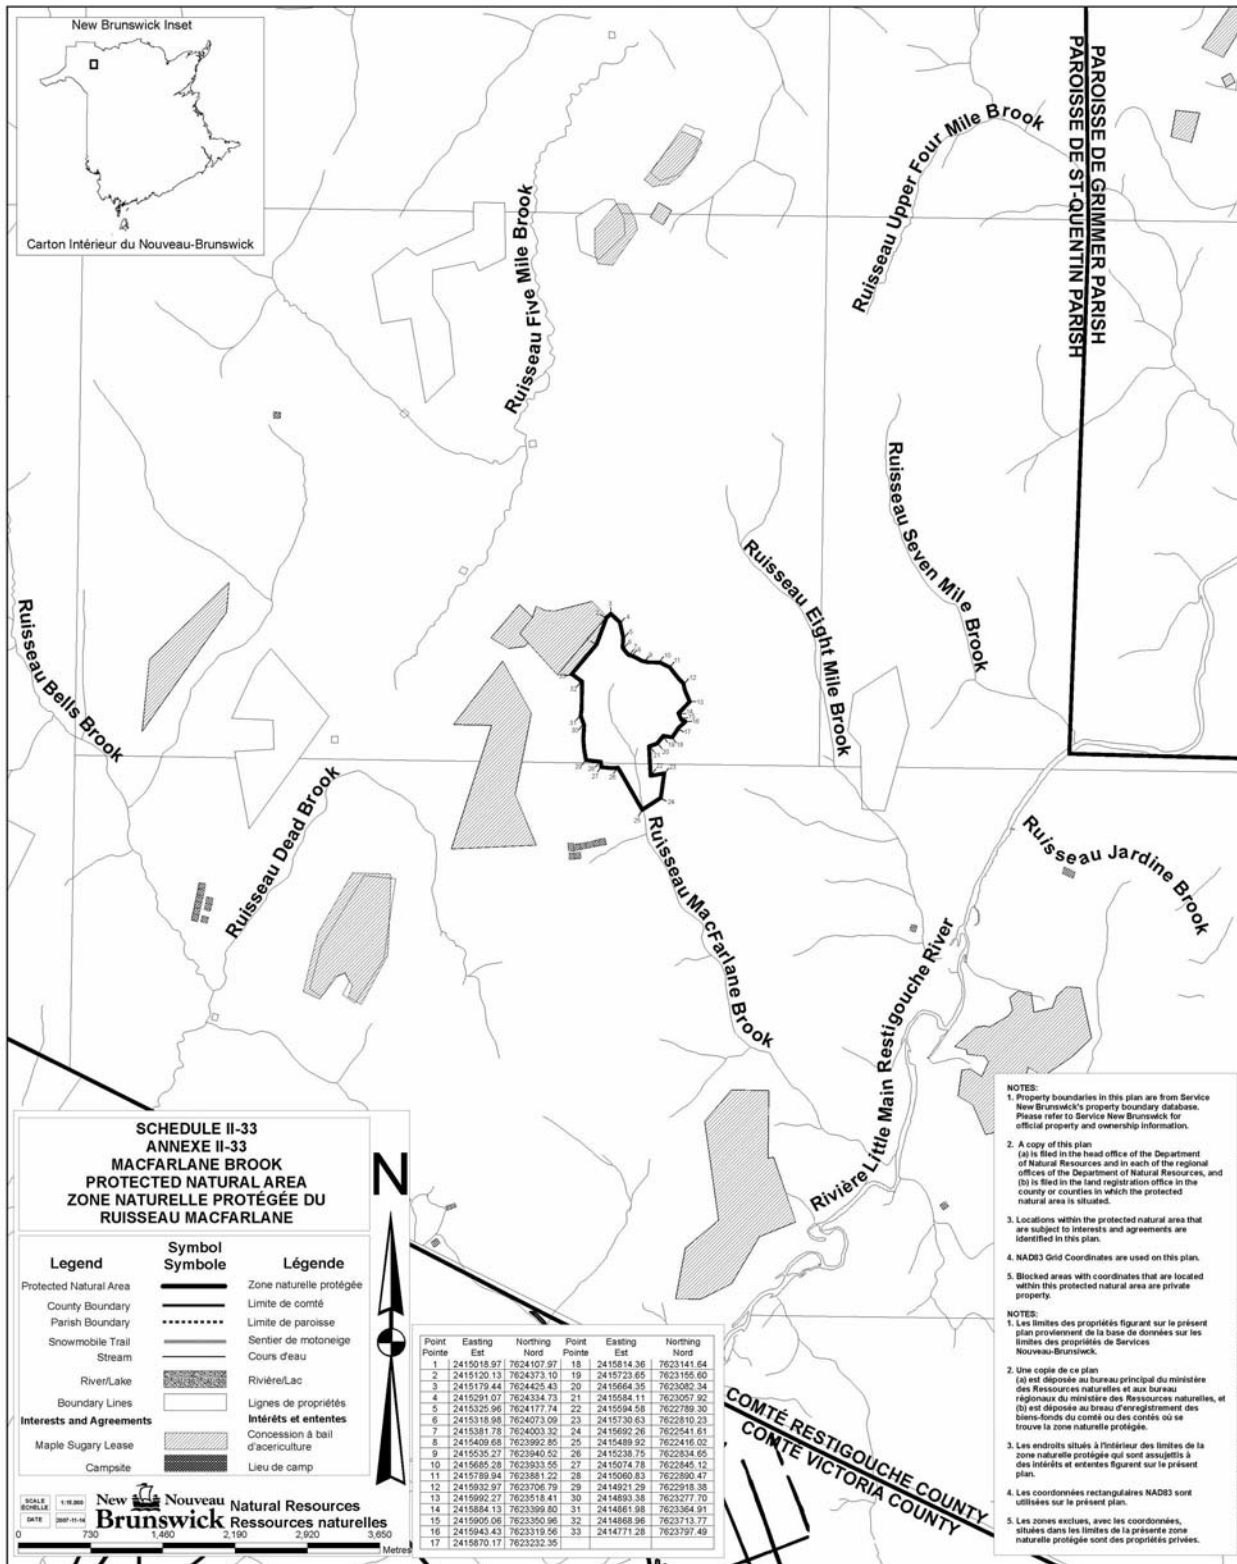 New Brunswick Inset
Carton Intérieur du Nouveau-Brunswick
PAROISSE DE GRIMMER PARISH
PAROISSE DE ST-QUENTIN PARISH
Ruisseau Upper Four Mile Brook
Ruisseau Five Mile Brook
Ruisseau Seven Mile Brook
Ruisseau Eight Mile Brook
Ruisseau Bells Brook
Ruisseau Dead Brook
Ruisseau MacFarlane Brook
Ruisseau Jardine Brook
Rivière Little Main Restigouche River
SCHEDULE II-33
ANNEXE II-33
MACFARLANE BROOK
PROTECTED NATURAL AREA
ZONE NATURELLE PROTÉGÉE DU
RUISSEAU MACFARLANE
N
Legend Symbol Symbole Légende
Protected Natural Area Zone naturelle protégée
County Boundary Limite de comté
Parish Boundary Limite de paroisse
Snowmobile Trail Sentier de motoneige
Stream Cours d'eau
River/Lake Rivière/Lac
Boundary Lines Lignes de propriétés
Interests and Agreements Intérêts et ententes
Maple Sugary Lease Concession à bail d'acericulture
Campsite Lieu de camp
SCALE
ÉCHELLE
DATE 2007-11-14
New Nouveau
Brunswick
Natural Resources
Ressources naturelles
0 730 1,460 2,190 2,920 3,650
Metres
Point Easting Northing Point Easting Northing
Pointe Est Nord Pointe Est Nord
1 2415018.97 7624107.97 18 2415814.36 7623141.64
2 2415120.13 7624373.10 19 2415723.65 7623155.60
3 2415179.44 7624425.43 20 2415664.35 7623082.34
4 2415291.07 7624334.73 21 2415584.11 7623057.92
5 2415325.96 7624177.74 22 2415594.58 7622789.30
6 2415318.98 7624073.09 23 2415730.63 7622810.23
7 2415381.78 7624003.32 24 2415692.26 7622541.61
8 2415409.68 7623992.85 25 2415489.92 7622416.02
9 2415535.27 7623940.52 26 2415238.75 7622834.65
10 2415685.28 7623933.55 27 2415074.78 7622845.12
11 2415789.94 7623881.22 28 2415060.83 7622890.47
12 2415932.97 7623706.79 29 2414921.29 7622918.38
13 2415992.27 7623518.41 30 2414893.38 7623277.70
14 2415884.13 7623399.80 31 2414861.98 7623364.91
15 2415905.06 7623350.96 32 2414868.96 7623713.77
16 2415943.43 7623319.56 33 2414771.28 7623797.49
17 2415870.17 7623232.35
COMTÉ RESTIGOUCHE COUNTY
COMTÉ VICTORIA COUNTY
NOTES:
1. Property boundaries in this plan are from Service
New Brunswick's property boundary database.
Please refer to Service New Brunswick for
official property and ownership information.
2. A copy of this plan
(a) is filed in the head office of the Department
of Natural Resources and in each of the regional
offices of the Department of Natural Resources, and
(b) is filed in the land registration office in the
county or counties in which the protected
natural area is situated.
3. Locations within the protected natural area that
are subject to interests and agreements are
identified in this plan.
4. NAD83 Grid Coordinates are used on this plan.
5. Blocked areas with coordinates that are located
within this protected natural area are private
property.
NOTES:
1. Les limites des propriétés figurant sur le présent
plan proviennent de la base de données sur les
limites des propriétés de Services
Nouveau-Brunsiwck.
2. Une copie de ce plan
(a) est déposée au bureau principal du ministère
des Ressources naturelles et aux bureau
régionaux du ministère des Ressources naturelles, et
(b) est déposée au breau d'enregistrement des
biens-fonds du comté ou des contés où se
trouve la zone naturelle protégée.
3. Les endroits situés à l'intérieur des limites de la
zone naturelle protégée qui sont assujettis à
des intérêts et ententes figurent sur le présent
plan.
4. Les coordonnées rectangulaires NAD83 sont
utilisées sur le présent plan.
5. Les zones exclues, avec les coordonnées,
situées dans les limites de la présente zone
naturelle protégée sont des propriétés privées.